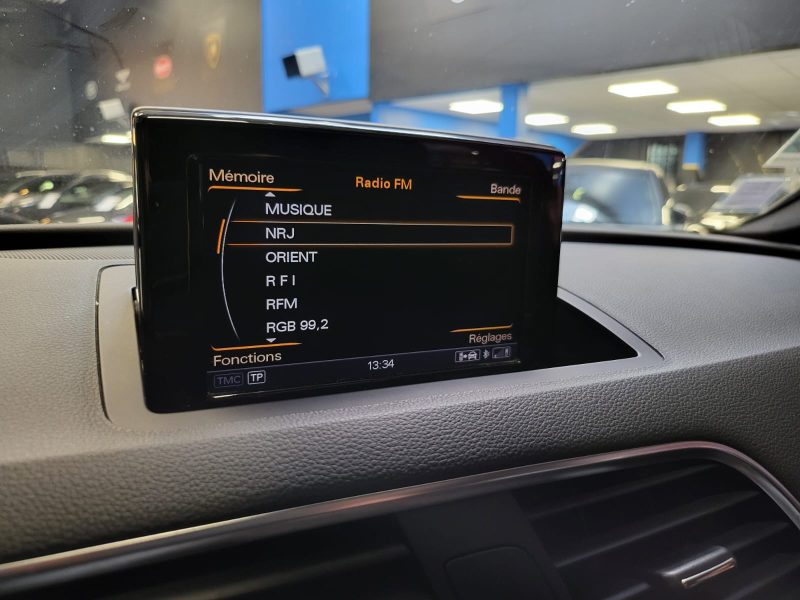 Mémoire Radio FM Bande
MUSIQUE
NRJ
ORIENT
R F I
RFM
RGB 99,2
Fonctions 13:34 Réglages
TMC TP